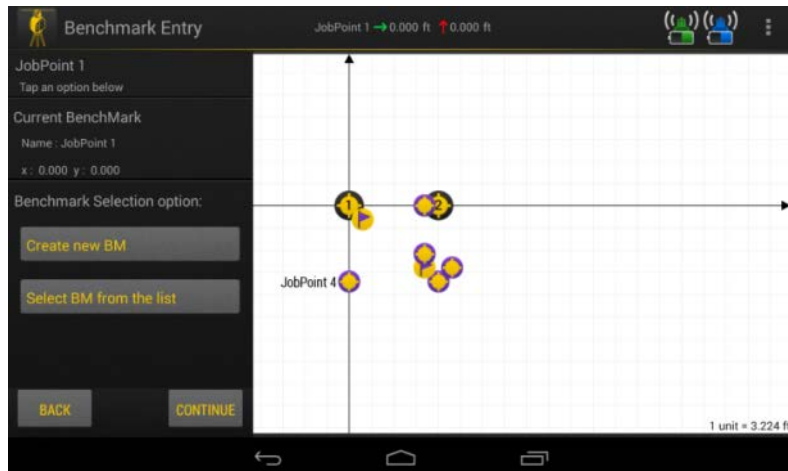 Benchmark Entry
JobPoint 1 → 0.000 ft ↑ 0.000 ft
JobPoint 1
Tap an option below
Current BenchMark
Name : JobPoint 1
x : 0.000 y : 0.000
Benchmark Selection option:
Create new BM
Select BM from the list
BACK
CONTINUE
1
2
JobPoint 4
1 unit = 3.224 f